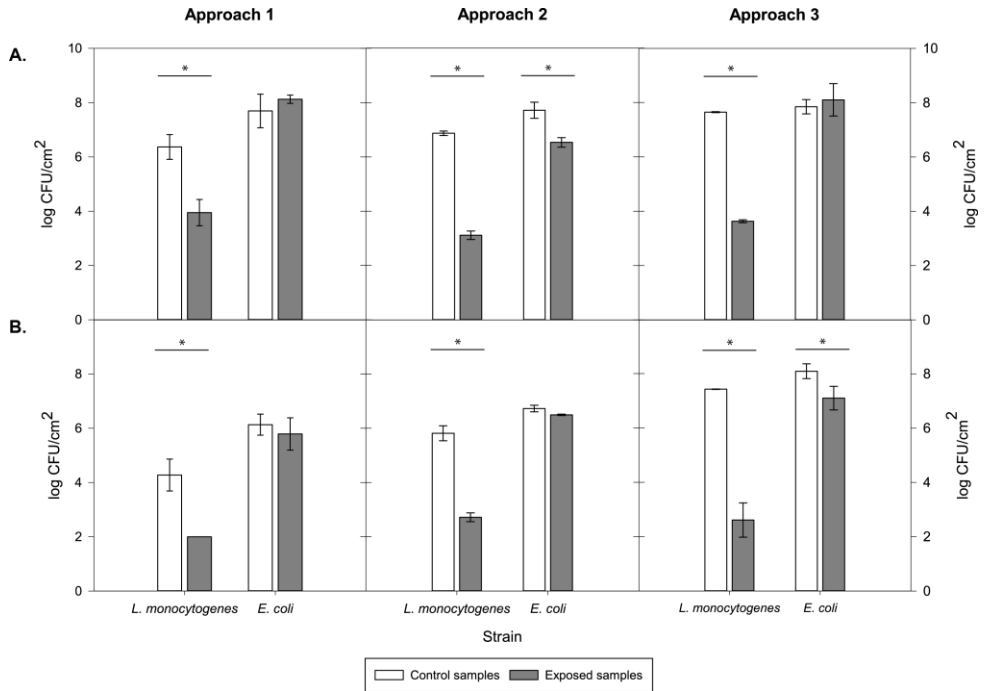 Approach 1 Approach 2 Approach 3
A.
* * * *
10 10
8 8
6 6
4 4
2 2
0 0
log CFU/cm2 log CFU/cm2
B.
* * * *
8 8
6 6
4 4
2 2
0 0
log CFU/cm2 log CFU/cm2
L. monocytogenes E. coli L. monocytogenes E. coli L. monocytogenes E. coli
Strain
Control samples Exposed samples